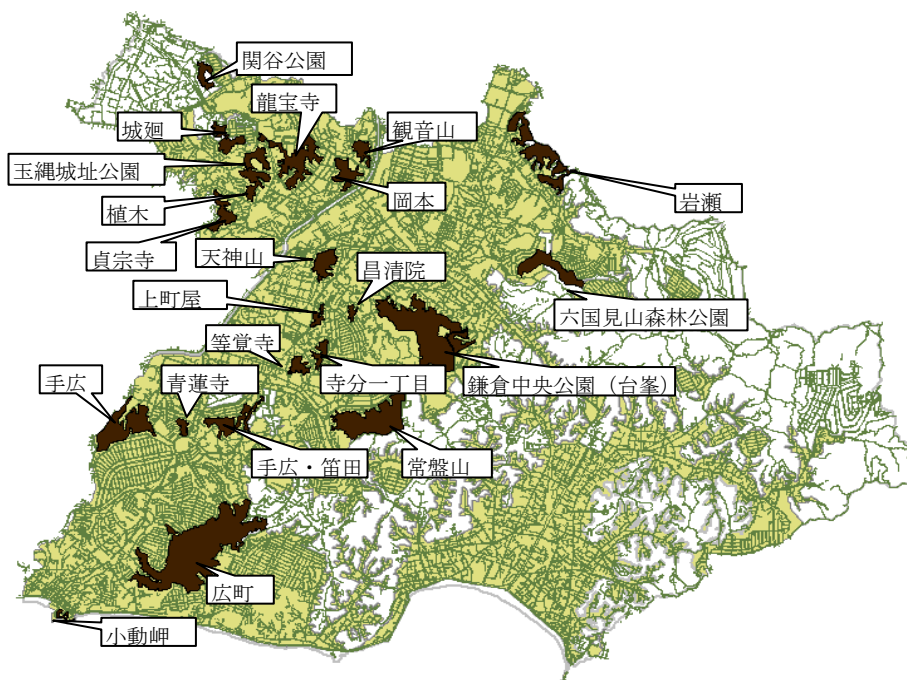 関谷公園
龍宝寺
城廻
観音山
玉縄城址公園
岡本
岩瀬
植木
貞宗寺
天神山
昌清院
上町屋
六国見山森林公園
等覚寺
手広
青蓮寺
寺分一丁目
鎌倉中央公園（台峯）
手広・笛田
常盤山
広町
小動岬